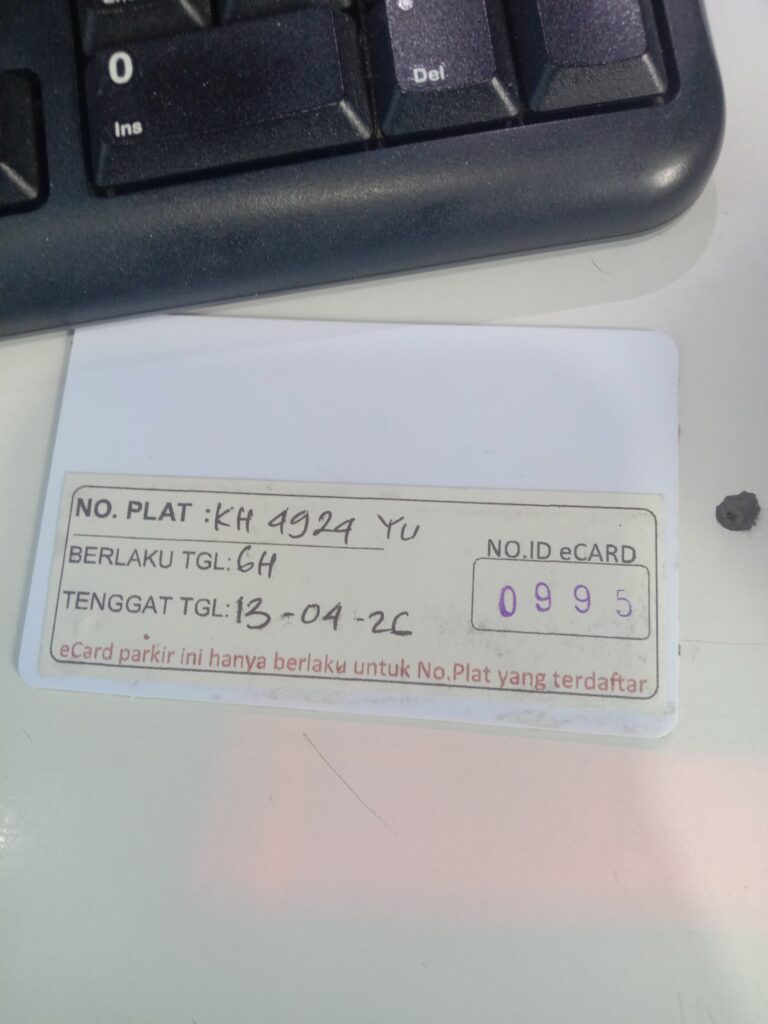 0
Ins
Del
NO. PLAT : KH 4924 YU
BERLAKU TGL: 6H
TENGGAT TGL: 13-04-26
NO.ID eCARD
0995
eCard parkir ini hanya berlaku untuk No.Plat yang terdaftar